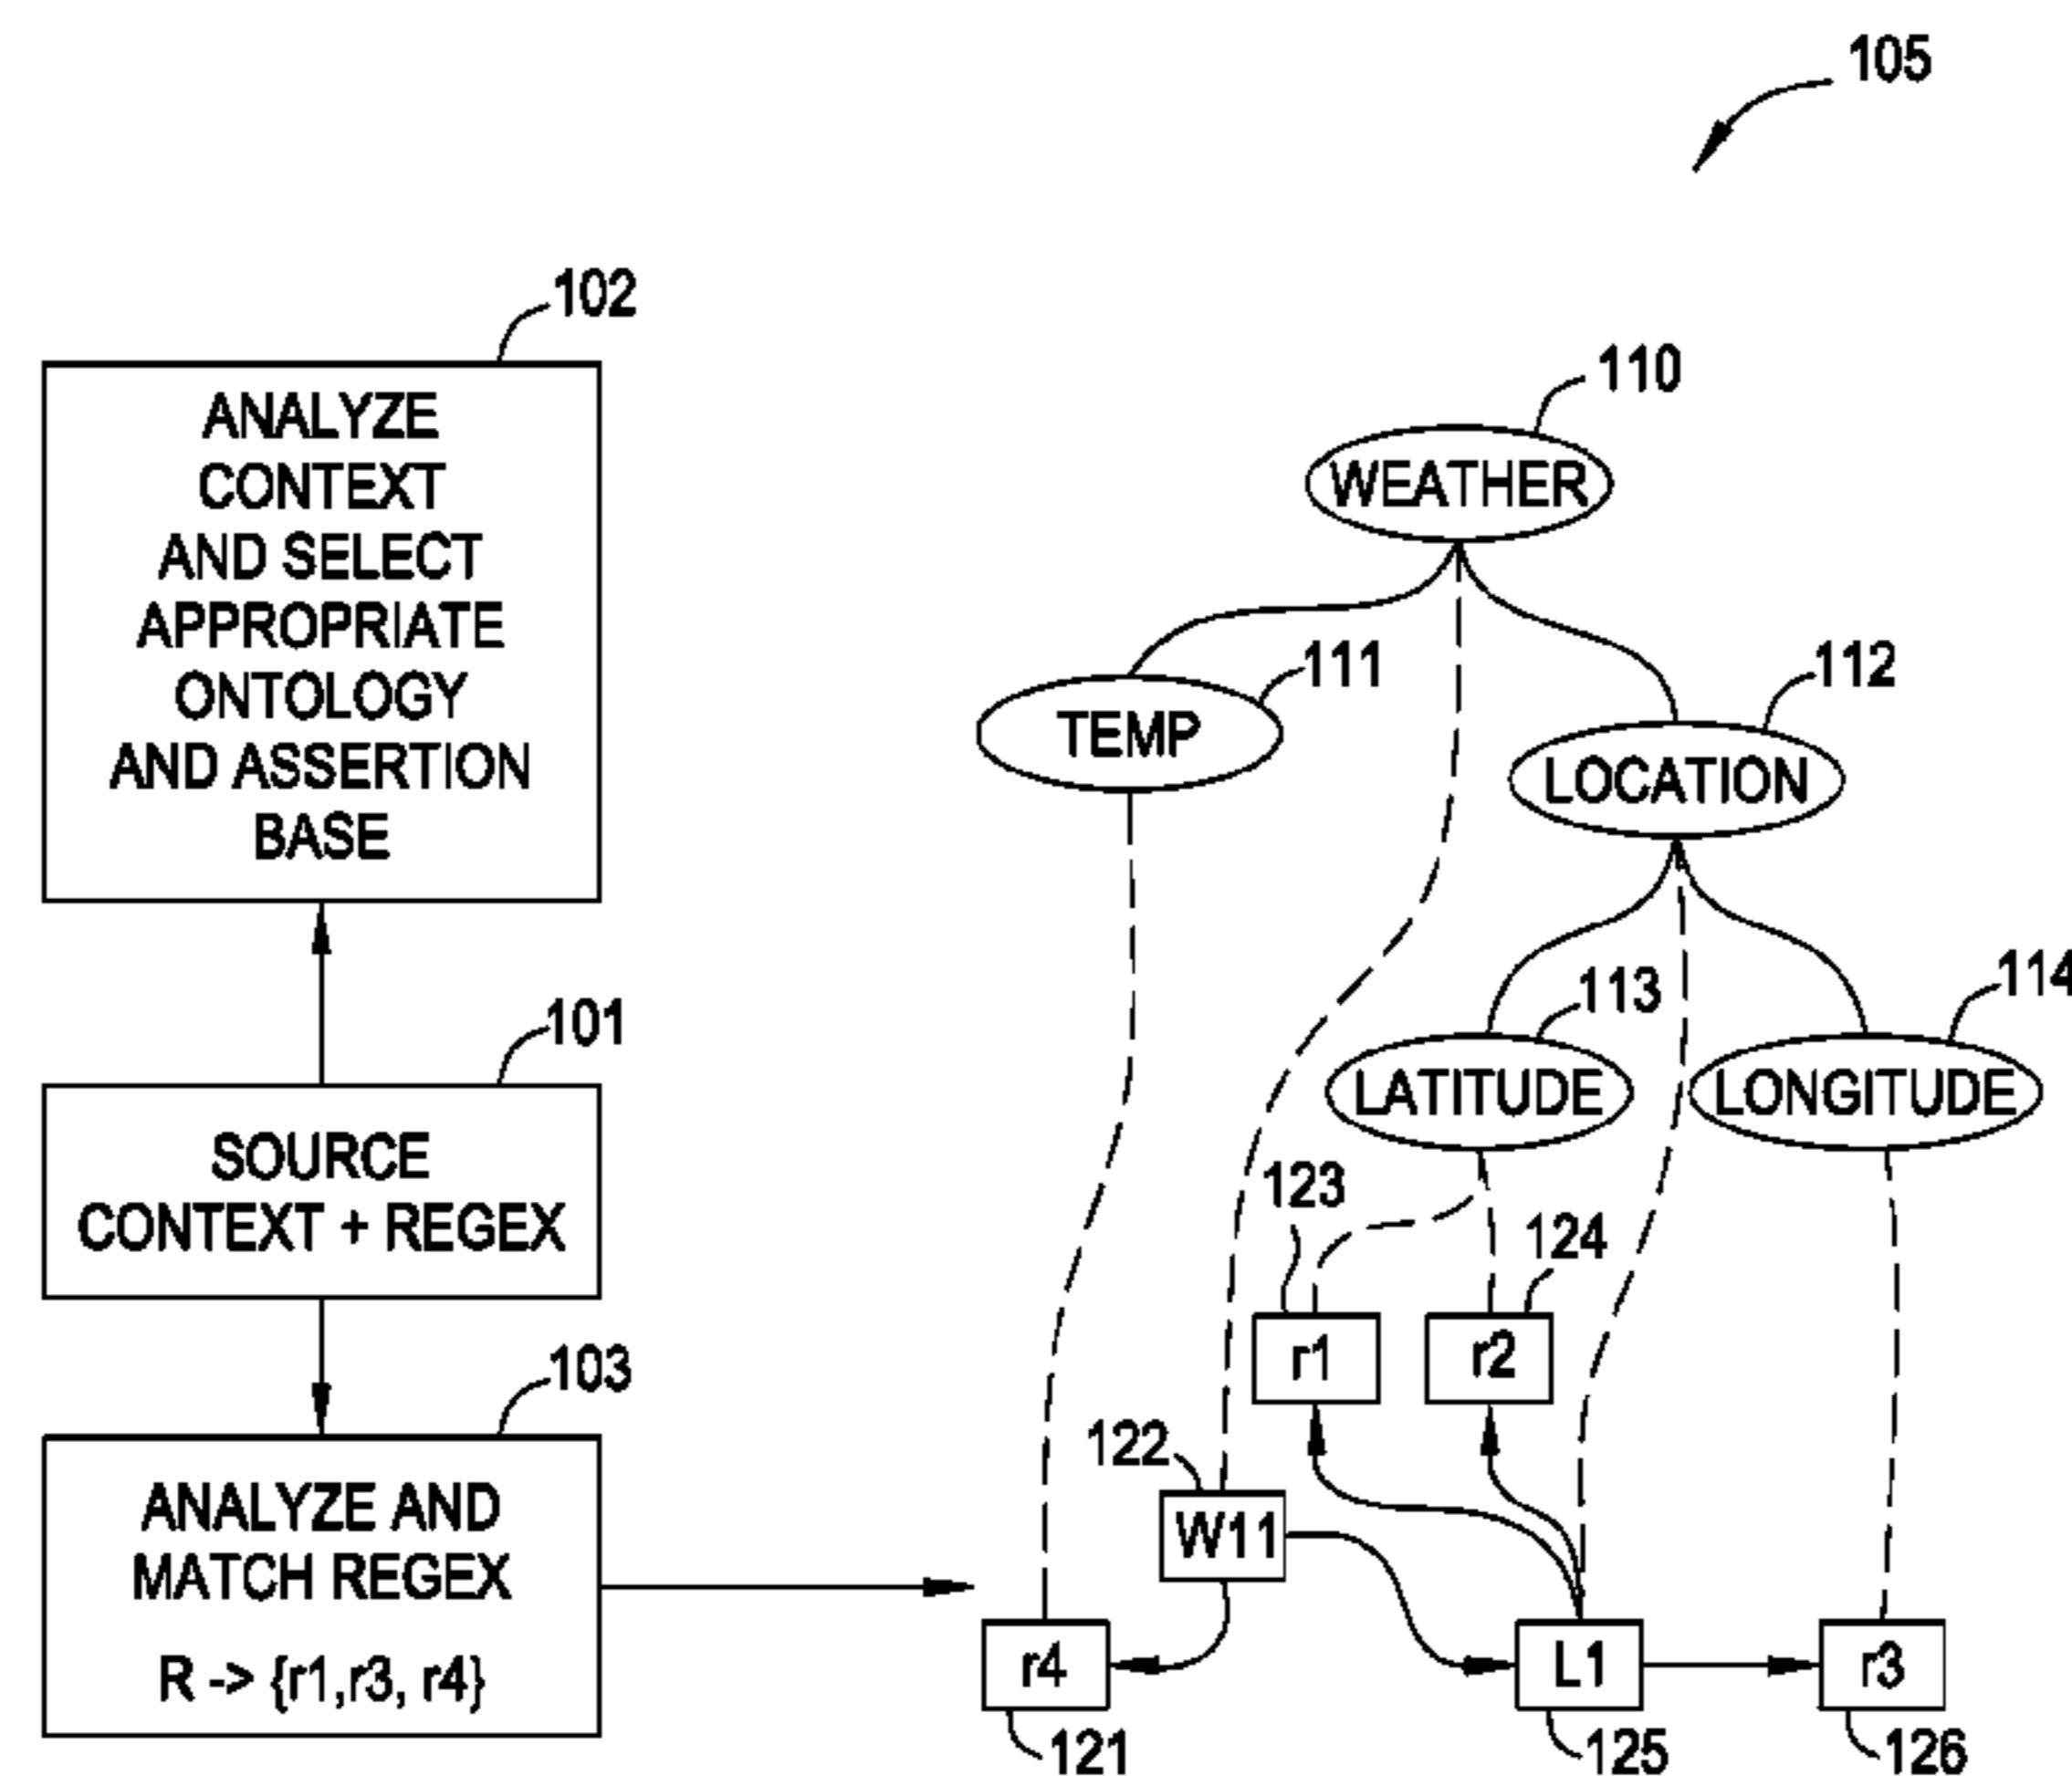 105
102
ANALYZE
CONTEXT
AND SELECT
APPROPRIATE
ONTOLOGY
AND ASSERTION
BASE
101
SOURCE
CONTEXT + REGEX
103
ANALYZE AND
MATCH REGEX
R -> {r1,r3, r4}
110
WEATHER
111
TEMP
112
LOCATION
113
LATITUDE
114
LONGITUDE
123
r1
124
r2
122
W11
r4
121
L1
125
r3
126